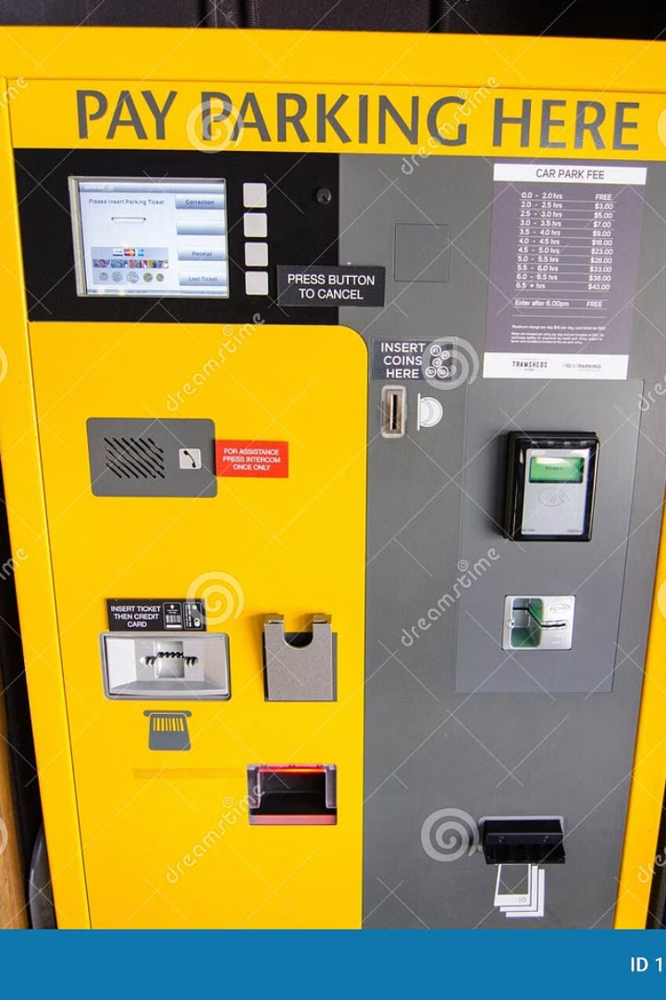 PAY PARKING HERE
Please Insert Parking Ticket
Correction
Receipt
Lost Ticket
PRESS BUTTON
TO CANCEL
CAR PARK FEE
0.0 - 2.0 hrs FREE
2.0 - 2.5 hrs $3.00
2.5 - 3.0 hrs $5.00
3.0 - 3.5 hrs $7.00
3.5 - 4.0 hrs $9.00
4.0 - 4.5 hrs $18.00
4.5 - 5.0 hrs $23.00
5.0 - 5.5 hrs $28.00
5.5 - 6.0 hrs $33.00
6.0 - 6.5 hrs $38.00
6.5 + hrs $43.00
Enter after 6.00pm FREE
TRAMSHEDS
POINTPARKING
INSERT
COINS
HERE
FOR ASSISTANCE
PRESS INTERCOM
ONCE ONLY
INSERT TICKET
THEN CREDIT
CARD
10
dreamstime
ID 1